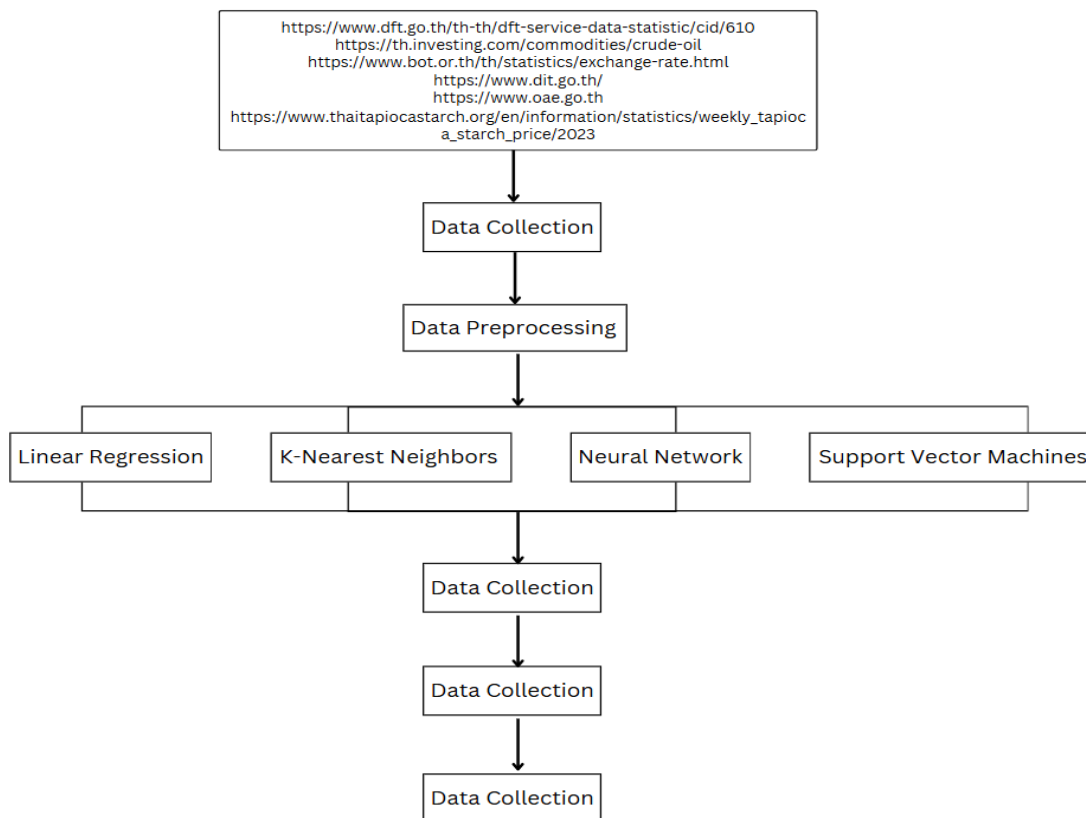 https://www.dft.go.th/th-th/dft-service-data-statistic/cid/610
https://th.investing.com/commodities/crude-oil
https://www.bot.or.th/th/statistics/exchange-rate.html
https://www.dit.go.th/
https://www.oae.go.th
https://www.thaitapiocastarch.org/en/information/statistics/weekly_tapioc
a_starch_price/2023
Data Collection
Data Preprocessing
Linear Regression
K-Nearest Neighbors
Neural Network
Support Vector Machines
Data Collection
Data Collection
Data Collection